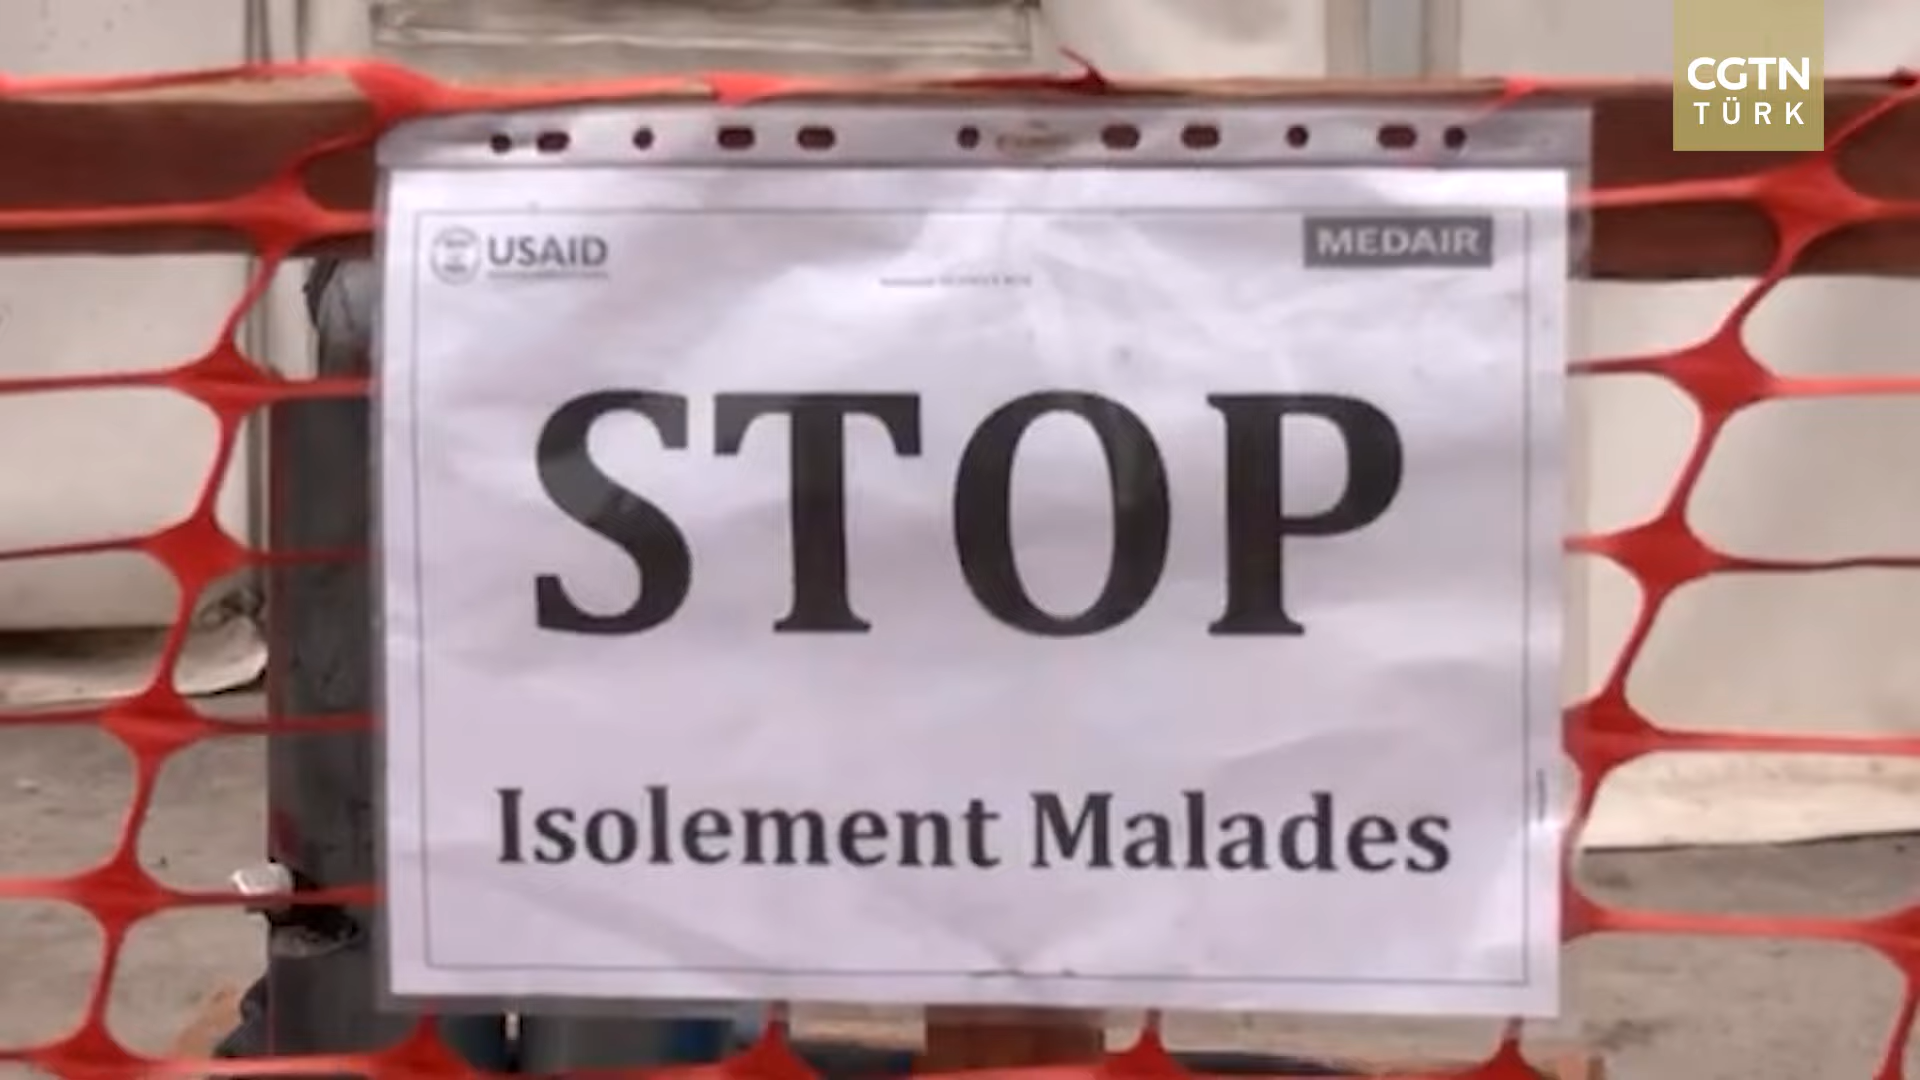 CGTN
TÜRK
USAID
MEDAIR
STOP
Isolement Malades